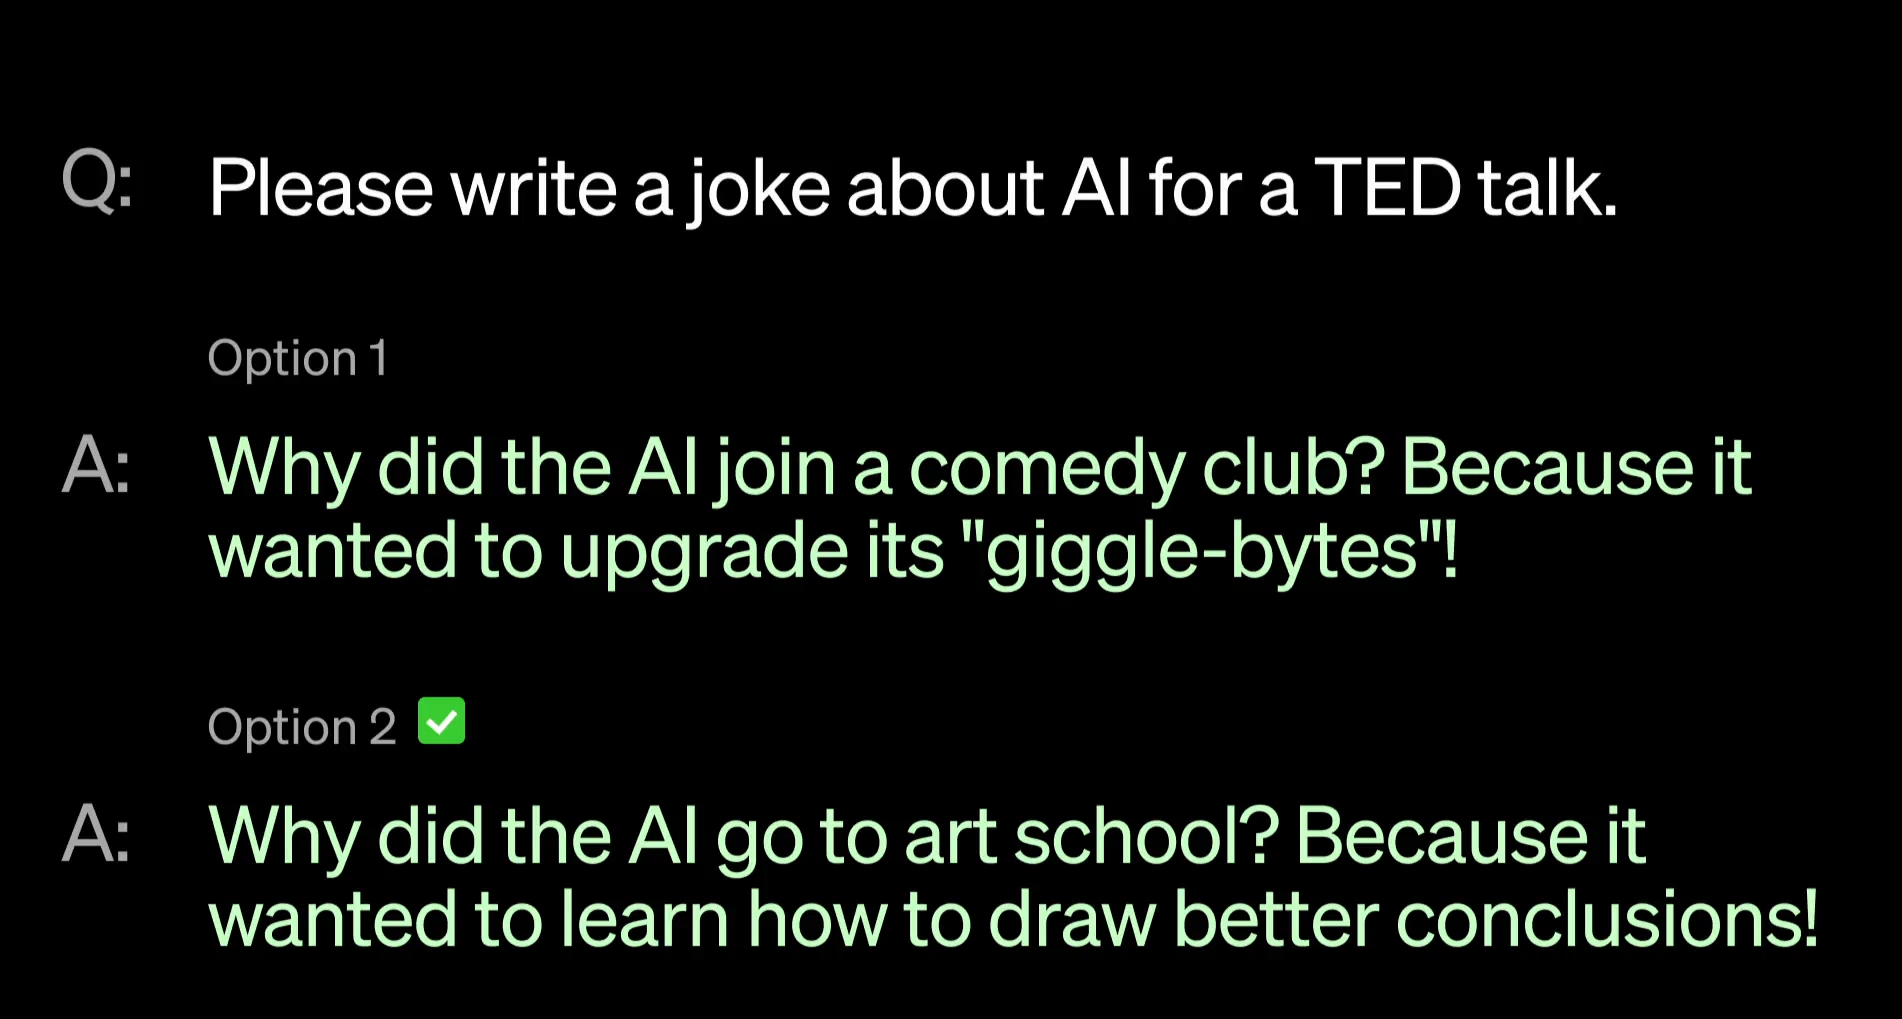 Q: Please write a joke about AI for a TED talk.
Option 1
A: Why did the AI join a comedy club? Because it
wanted to upgrade its "giggle-bytes"!
Option 2 ✅
A: Why did the AI go to art school? Because it
wanted to learn how to draw better conclusions!